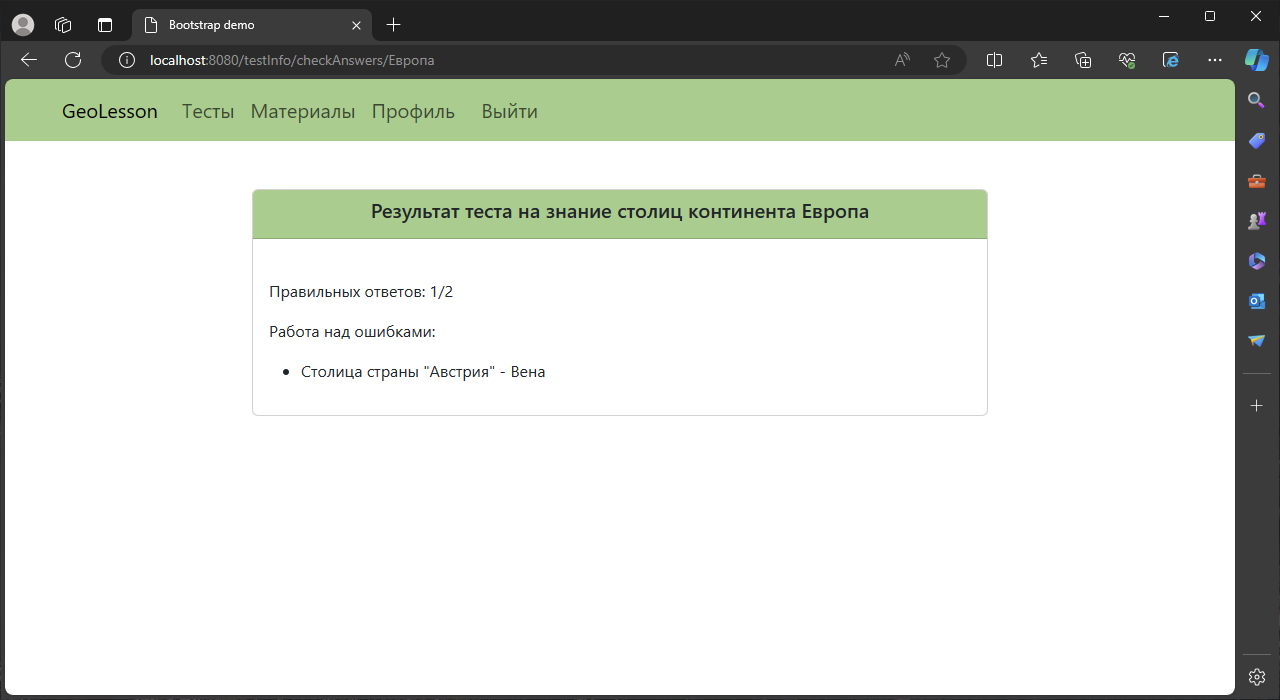 Bootstrap demo
localhost:8080/testInfo/checkAnswers/Европа
GeoLesson Тесты Материалы Профиль Выйти
Результат теста на знание столиц континента Европа
Правильных ответов: 1/2
Работа над ошибками:
• Столица страны "Австрия" - Вена